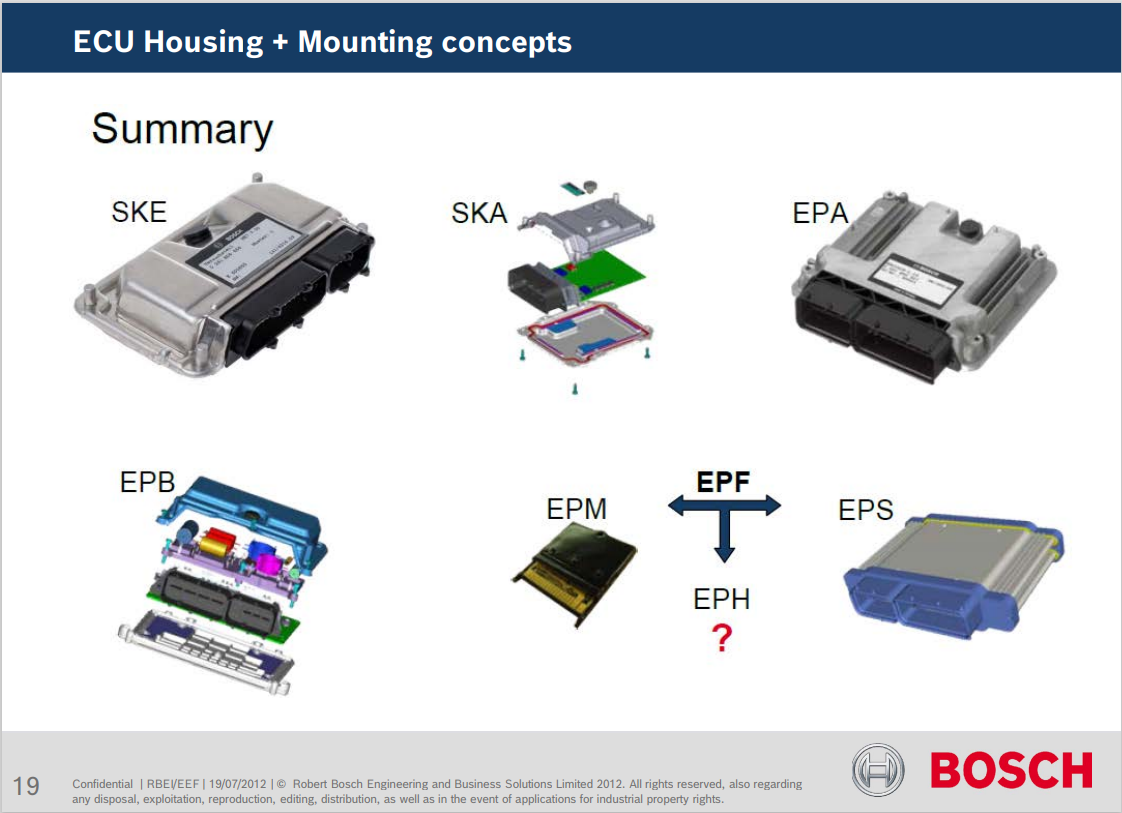 ECU Housing + Mounting concepts
Summary
SKE
SKA
EPA
BOSCH
EPB
EPM
EPF
EPS
EPH
?
19
Confidential | RBEI/EEF | 19/07/2012 | © Robert Bosch Engineering and Business Solutions Limited 2012. All rights reserved, also regarding
any disposal, exploitation, reproduction, editing, distribution, as well as in the event of applications for industrial property rights.
BOSCH